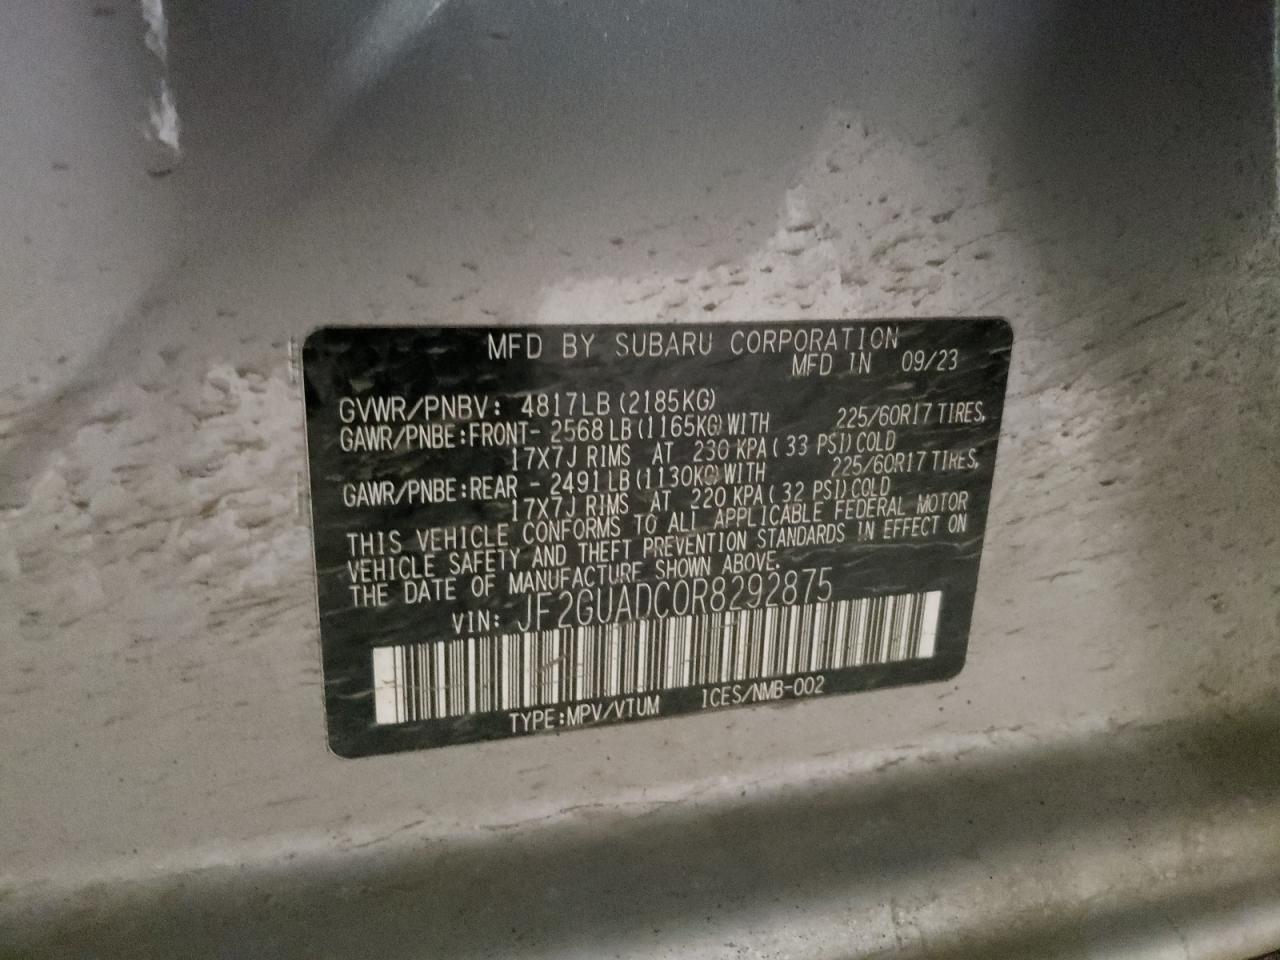 MFD BY SUBARU CORPORATION
MFD IN 09/23
GVWR/PNBV: 4817LB (2185KG)
GAWR/PNBE:FRONT- 2568 LB (1165KG) WITH 225/60R17 TIRES,
17X7J RIMS AT 230 KPA ( 33 PSI) COLD
GAWR/PNBE:REAR - 2491 LB (1130KG) WITH 225/60R17 TIRES,
17X7J RIMS AT 220 KPA ( 32 PSI) COLD
THIS VEHICLE CONFORMS TO ALL APPLICABLE FEDERAL MOTOR
VEHICLE SAFETY AND THEFT PREVENTION STANDARDS IN EFFECT ON
THE DATE OF MANUFACTURE SHOWN ABOVE.
VIN: JF2GUADC0R8292875
TYPE:MPV/VTUM ICES/NMB-002